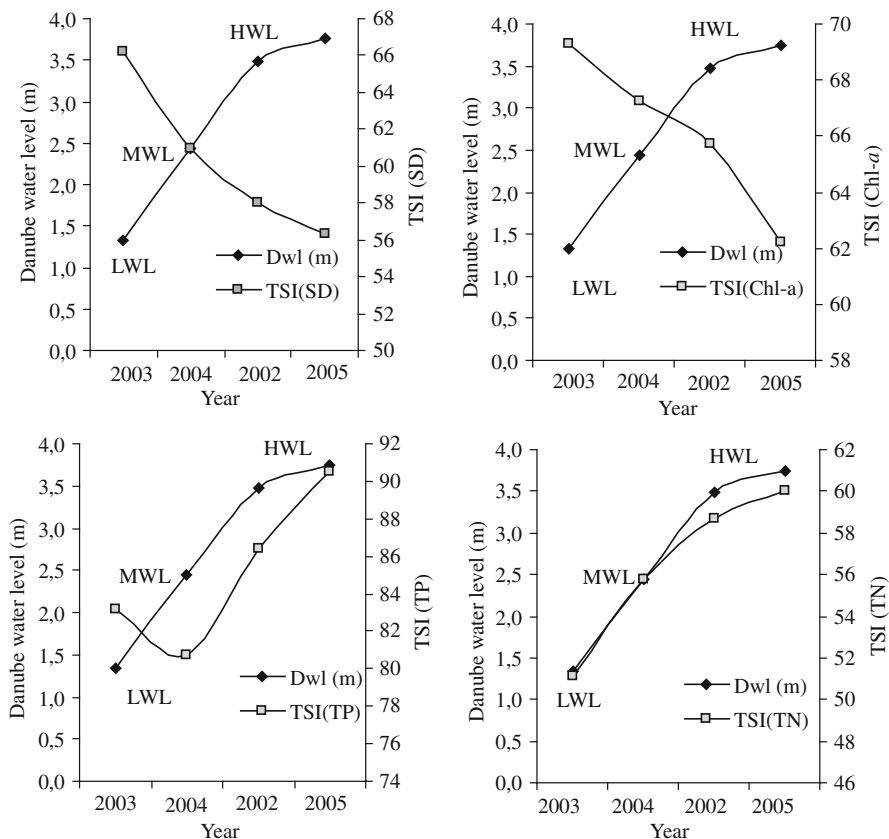 4,0
3,5
3,0
2,5
2,0
1,5
1,0
0,5
0,0
Danube water level (m)
68
66
64
62
60
58
56
54
52
50
TSI (SD)
HWL
MWL
LWL
Dwl (m)
TSI(SD)
2003 2004 2002 2005
Year
4,0
3,5
3,0
2,5
2,0
1,5
1,0
0,5
0,0
Danube water level (m)
70
68
66
64
62
60
58
TSI (Chl-a)
HWL
MWL
LWL
Dwl (m)
TSI(Chl-a)
2003 2004 2002 2005
Year
4,0
3,5
3,0
2,5
2,0
1,5
1,0
0,5
0,0
Danube water level (m)
92
90
88
86
84
82
80
78
76
74
TSI (TP)
HWL
MWL
LWL
Dwl (m)
TSI(TP)
2003 2004 2002 2005
Year
4,0
3,5
3,0
2,5
2,0
1,5
1,0
0,5
0,0
Danube water level (m)
62
60
58
56
54
51
50
48
46
TSI (TN)
HWL
MWL
LWL
Dwl (m)
TSI(TN)
2003 2004 2002 2005
Year